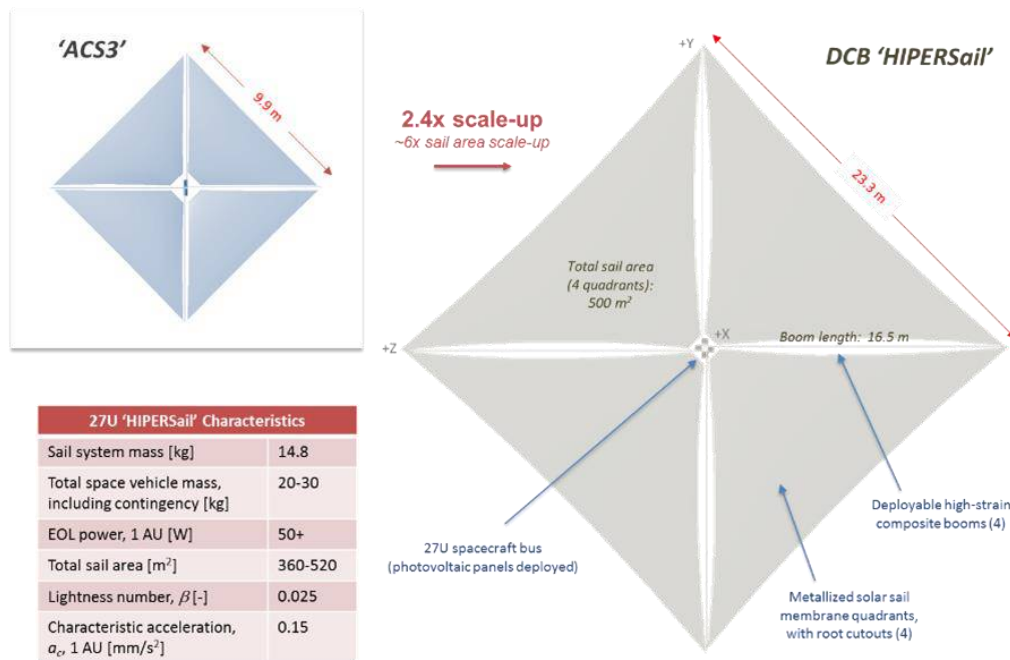 'ACS3'
9.9 m
2.4x scale-up
~6x sail area scale-up
DCB 'HIPERSail'
+Y
23.3 m
Total sail area
(4 quadrants):
500 m²
+Z
+X
Boom length: 16.5 m
27U spacecraft bus
(photovoltaic panels deployed)
Deployable high-strain
composite booms (4)
Metallized solar sail
membrane quadrants,
with root cutouts (4)
27U 'HIPERSail' Characteristics
Sail system mass [kg] 14.8
Total space vehicle mass,
including contingency [kg] 20-30
EOL power, 1 AU [W] 50+
Total sail area [m²] 360-520
Lightness number, β [-] 0.025
Characteristic acceleration,
a_c, 1 AU [mm/s²] 0.15